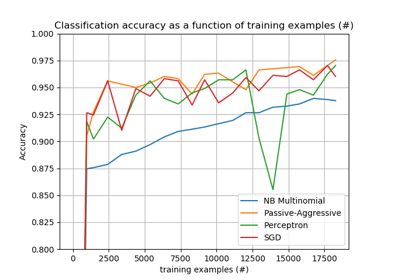 Classification accuracy as a function of training examples (#)
1.000
0.975
0.950
0.925
0.900
0.875
0.850
0.825
0.800
Accuracy
NB Multinomial
Passive-Aggressive
Perceptron
SGD
0 2500 5000 7500 10000 12500 15000 17500
training examples (#)